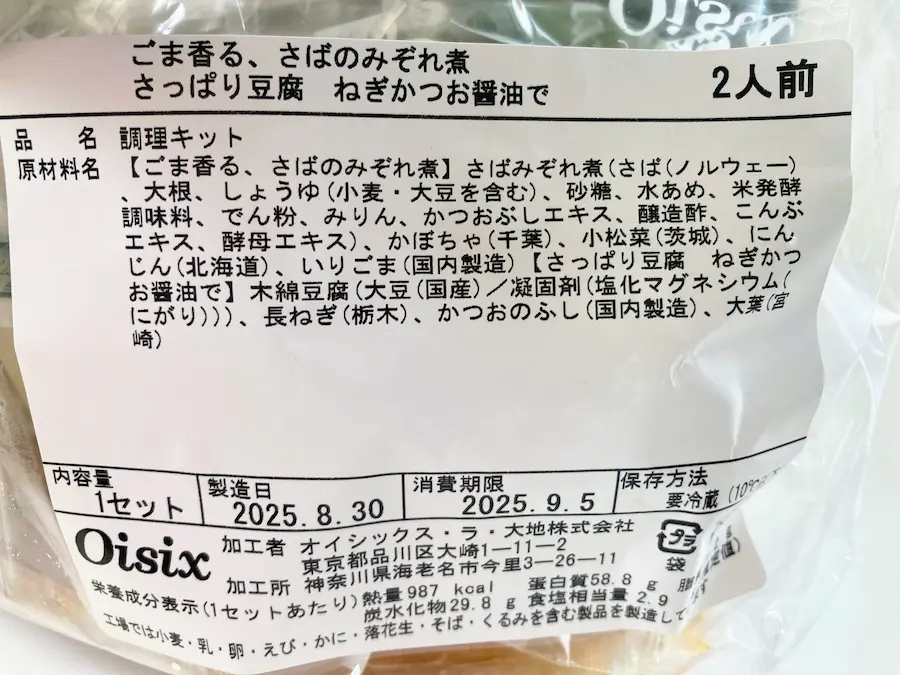 ごま香る、さばのみぞれ煮
さっぱり豆腐　ねぎかつお醤油で
2人前
品　名 調理キット
原材料名 【ごま香る、さばのみぞれ煮】さばみぞれ煮(さば(ノルウェー)
、大根、しょうゆ(小麦・大豆を含む)、砂糖、水あめ、米発酵
調味料、でん粉、みりん、かつおぶしエキス、醸造酢、こんぶ
エキス、酵母エキス)、かぼちゃ(千葉)、小松菜(茨城)、にん
じん(北海道)、いりごま(国内製造)【さっぱり豆腐　ねぎかつ
お醤油で】木綿豆腐(大豆(国産)／凝固剤(塩化マグネシウム(
にがり)))、長ねぎ(栃木)、かつおのふし(国内製造)、大葉(宮
崎)
内容量 1セット
製造日 2025.8.30
消費期限 2025.9.5
保存方法 要冷蔵 (10℃
Oisix
加工者 オイシックス・ラ・大地株式会社
東京都品川区大崎1－11－2
加工所 神奈川県海老名市今里3－26－11
プラ
袋
栄養成分表示(1セットあたり)熱量987 kcal 蛋白質58.8 g
炭水化物29.8 g 食塩相当量2.9
工場では小麦・乳・卵・えび・かに・落花生・そば・くるみを含む製品を製造して